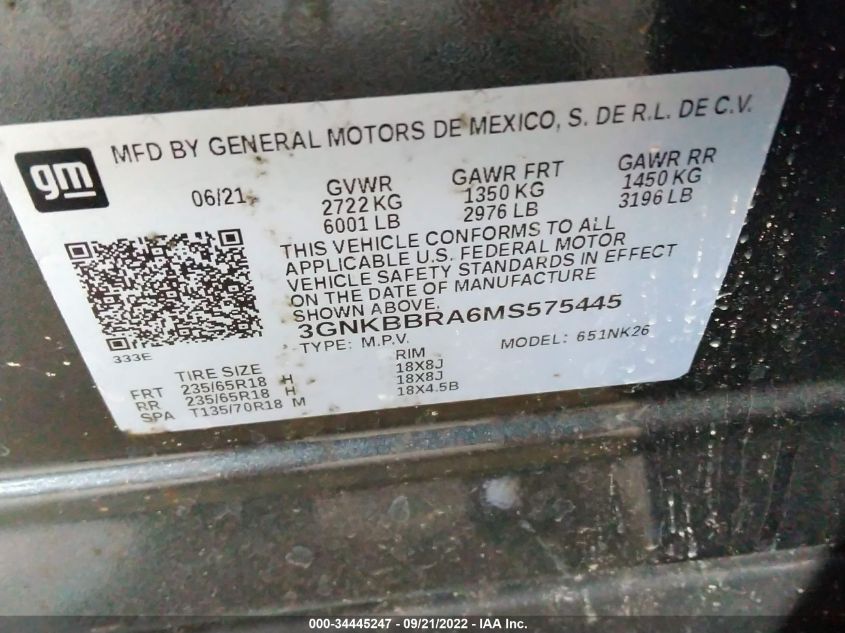 MFD BY GENERAL MOTORS DE MEXICO, S. DE R.L. DE C.V.
gm
06/21 GVWR GAWR FRT GAWR RR
2722 KG 1350 KG 1450 KG
6001 LB 2976 LB 3196 LB
THIS VEHICLE CONFORMS TO ALL
APPLICABLE U.S. FEDERAL MOTOR
VEHICLE SAFETY STANDARDS IN EFFECT
ON THE DATE OF MANUFACTURE
SHOWN ABOVE.
3GNKBBRA6MS575445
333E TYPE: M.P.V. MODEL: 651NK26
TIRE SIZE RIM
FRT 235/65R18 H 18X8J
RR 235/65R18 H 18X8J
SPA T135/70R18 M 18X4.5B
000-34445247 - 09/21/2022 - IAA Inc.